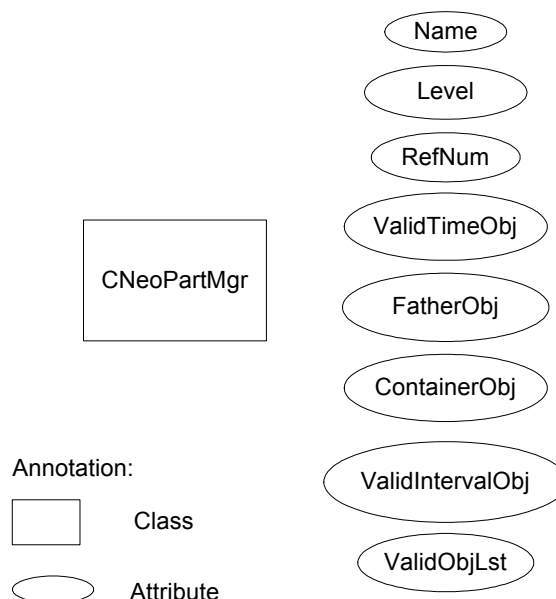 Name
Level
RefNum
ValidTimeObj
CNeoPartMgr
FatherObj
ContainerObj
Annotation:
ValidIntervalObj
Class
ValidObjLst
Attribute